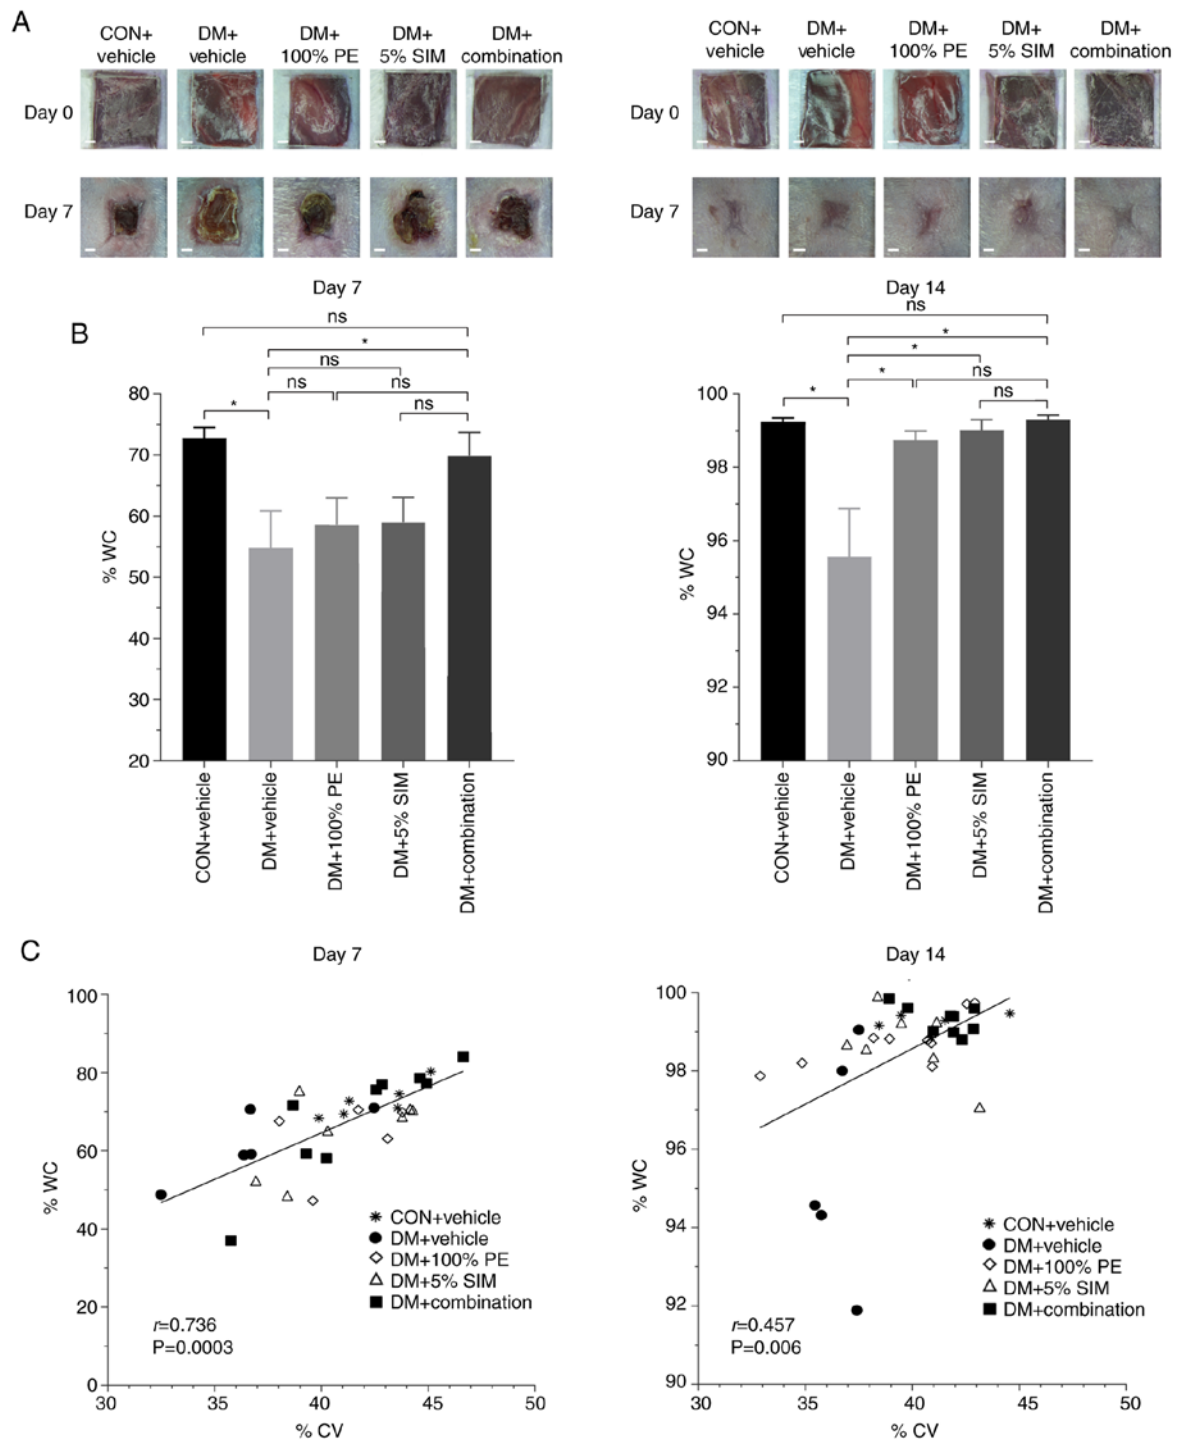 A
CON+ vehicle
DM+ vehicle
DM+ 100% PE
DM+ 5% SIM
DM+ combination
Day 0
Day 7
CON+ vehicle
DM+ vehicle
DM+ 100% PE
DM+ 5% SIM
DM+ combination
Day 0
Day 7
B
Day 7
ns
*
ns
ns
ns
*
ns
80
70
60
50
40
30
20
% WC
CON+vehicle
DM+vehicle
DM+100% PE
DM+5% SIM
DM+combination
Day 14
ns
*
*
*
ns
*
ns
100
98
96
94
92
90
% WC
CON+vehicle
DM+vehicle
DM+100% PE
DM+5% SIM
DM+combination
C
Day 7
100
80
60
40
20
0
% WC
CON+vehicle
DM+vehicle
DM+100% PE
DM+5% SIM
DM+combination
r=0.736
P=0.0003
30
35
40
45
50
% CV
Day 14
100
98
96
94
92
90
% WC
CON+vehicle
DM+vehicle
DM+100% PE
DM+5% SIM
DM+combination
r=0.457
P=0.006
30
35
40
45
50
% CV